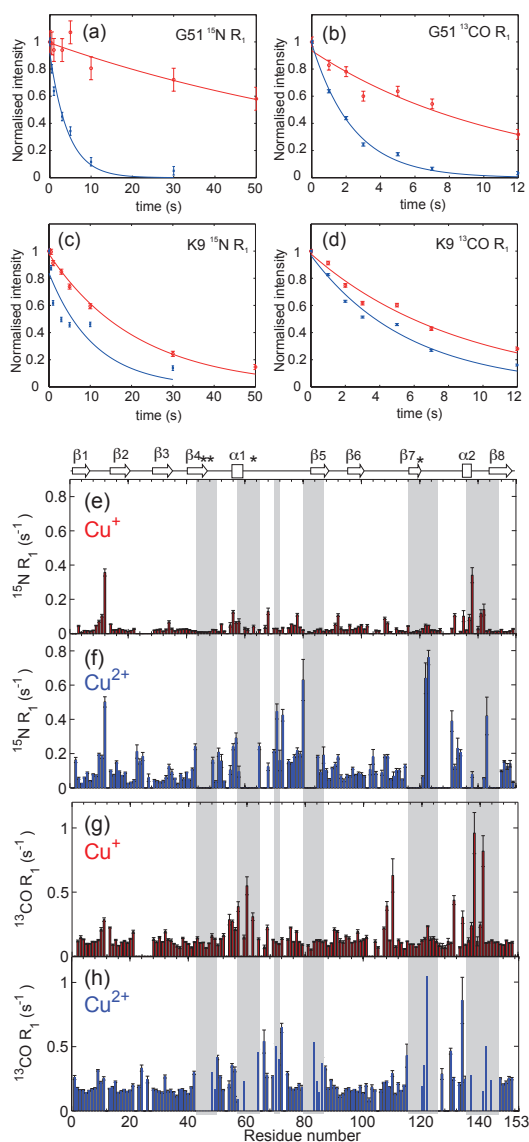 (a)
G51 ¹⁵N R₁
Normalised intensity
1
0.8
0.6
0.4
0.2
0
0 10 20 30 40 50
time (s)
(b)
G51 ¹³CO R₁
Normalised intensity
1
0.8
0.6
0.4
0.2
0
0 2 4 6 8 10 12
time (s)
(c)
K9 ¹⁵N R₁
Normalised intensity
1
0.8
0.6
0.4
0.2
0
0 10 20 30 40 50
time (s)
(d)
K9 ¹³CO R₁
Normalised intensity
1
0.8
0.6
0.4
0.2
0
0 2 4 6 8 10 12
time (s)
β1 β2 β3 β4** α1 * β5 β6 β7* α2 β8
(e)
Cu⁺
¹⁵N R₁ (s⁻¹)
0.8
0.6
0.4
0.2
0
(f)
Cu²⁺
¹⁵N R₁ (s⁻¹)
0.8
0.6
0.4
0.2
0
(g)
Cu⁺
¹³CO R₁ (s⁻¹)
1
0.5
0
(h)
Cu²⁺
¹³CO R₁ (s⁻¹)
1
0.5
0
0 20 40 60 80 100 120 140 153
Residue number